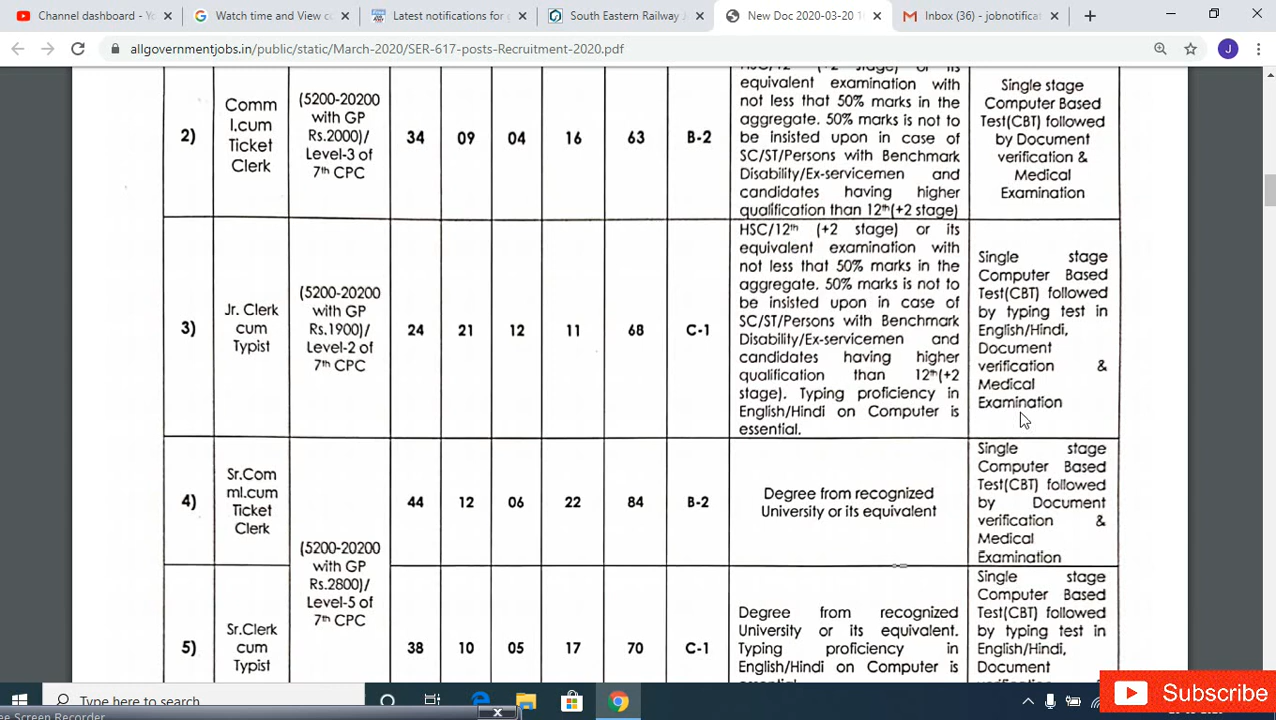 Channel dashboard - Y
Watch time and View c
Latest notifications for g
South Eastern Railway J
New Doc 2020-03-20 1
Inbox (36) - jobnotificat
allgovernmentjobs.in/public/static/March-2020/SER-617-posts-Recruitment-2020.pdf
J
2)
Comm
l.cum
Ticket
Clerk
(5200-20200
with GP
Rs.2000)/
Level-3 of
7th CPC
34
09
04
16
63
B-2
HSC/12th (+2 stage) or its
equivalent examination with
not less that 50% marks in the
aggregate. 50% marks is not to
be insisted upon in case of
SC/ST/Persons with Benchmark
Disability/Ex-servicemen and
candidates having higher
qualification than 12th(+2 stage)
Single stage
Computer Based
Test(CBT) followed
by Document
verification &
Medical
Examination
3)
Jr. Clerk
cum
Typist
(5200-20200
with GP
Rs.1900)/
Level-2 of
7th CPC
24
21
12
11
68
C-1
HSC/12th (+2 stage) or its
equivalent examination with
not less that 50% marks in the
aggregate. 50% marks is not to
be insisted upon in case of
SC/ST/Persons with Benchmark
Disability/Ex-servicemen and
candidates having higher
qualification than 12th(+2
stage). Typing proficiency in
English/Hindi on Computer is
essential.
Single stage
Computer Based
Test(CBT) followed
by typing test in
English/Hindi,
Document
verification &
Medical
Examination
4)
Sr.Com
ml.cum
Ticket
Clerk
(5200-20200
with GP
Rs.2800)/
Level-5 of
7th CPC
44
12
06
22
84
B-2
Degree from recognized
University or its equivalent
Single stage
Computer Based
Test(CBT) followed
by Document
verification &
Medical
Examination
5)
Sr.Clerk
cum
Typist
38
10
05
17
70
C-1
Degree from recognized
University or its equivalent.
Typing proficiency in
English/Hindi on Computer is
Single stage
Computer Based
Test(CBT) followed
by typing test in
English/Hindi,
Document
Type here to search
Subscribe
Screen Recorder